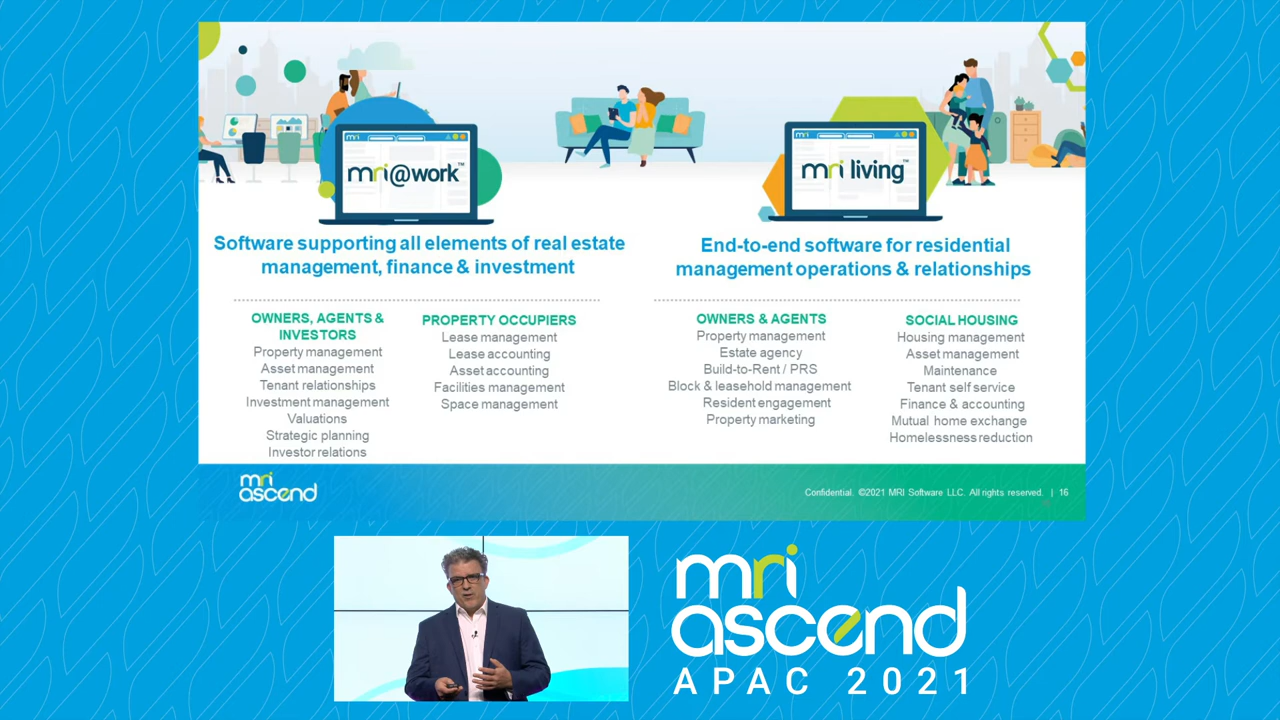 mri
mri@work™
mri
mri living™
Software supporting all elements of real estate
management, finance & investment
OWNERS, AGENTS &
INVESTORS
Property management
Asset management
Tenant relationships
Investment management
Valuations
Strategic planning
Investor relations
PROPERTY OCCUPIERS
Lease management
Lease accounting
Asset accounting
Facilities management
Space management
End-to-end software for residential
management operations & relationships
OWNERS & AGENTS
Property management
Estate agency
Build-to-Rent / PRS
Block & leasehold management
Resident engagement
Property marketing
SOCIAL HOUSING
Housing management
Asset management
Maintenance
Tenant self service
Finance & accounting
Mutual home exchange
Homelessness reduction
mri
ascend
Confidential. ©2021 MRI Software LLC. All rights reserved. | 16
mri
ascend
APAC 2021